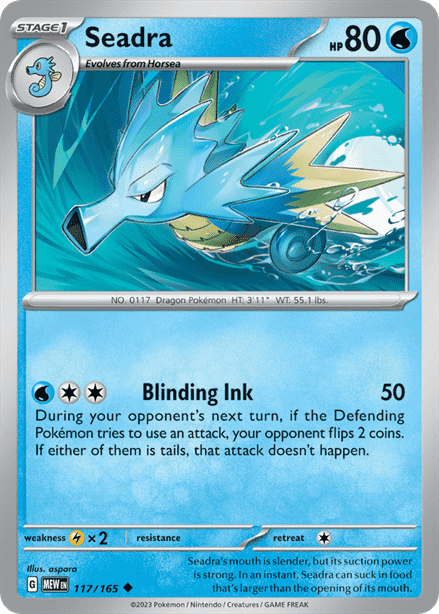 STAGE1
Seadra
HP 80
Evolves from Horsea
NO. 0117 Dragon Pokémon HT: 3'11" WT: 55.1 lbs.
Blinding Ink 50
During your opponent's next turn, if the Defending
Pokémon tries to use an attack, your opponent flips 2 coins.
If either of them is tails, that attack doesn't happen.
weakness ×2 resistance retreat
Illus. aspara
G MEW EN 117/165
Seadra's mouth is slender, but its suction power
is strong. In an instant, Seadra can suck in food
that's larger than the opening of its mouth.
©2023 Pokémon / Nintendo / Creatures / GAME FREAK